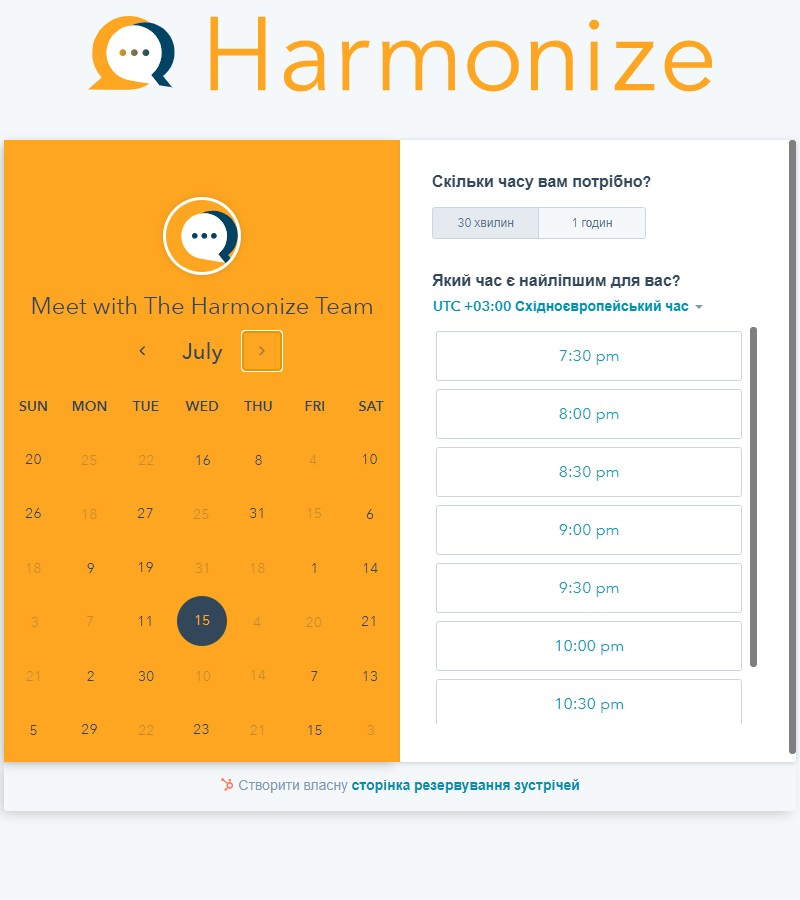 Harmonize
Meet with The Harmonize Team
July
SUN MON TUE WED THU FRI SAT
20 25 22 16 8 4 10
26 18 27 25 31 15 6
18 9 19 31 18 1 14
3 7 11 15 4 20 21
21 2 30 10 14 7 13
5 29 22 23 21 15 3
Скільки часу вам потрібно?
30 хвилин 1 годин
Який час є найліпшим для вас?
UTC +03:00 Східноєвропейський час
7:30 pm
8:00 pm
8:30 pm
9:00 pm
9:30 pm
10:00 pm
10:30 pm
Створити власну сторінка резервування зустрічей